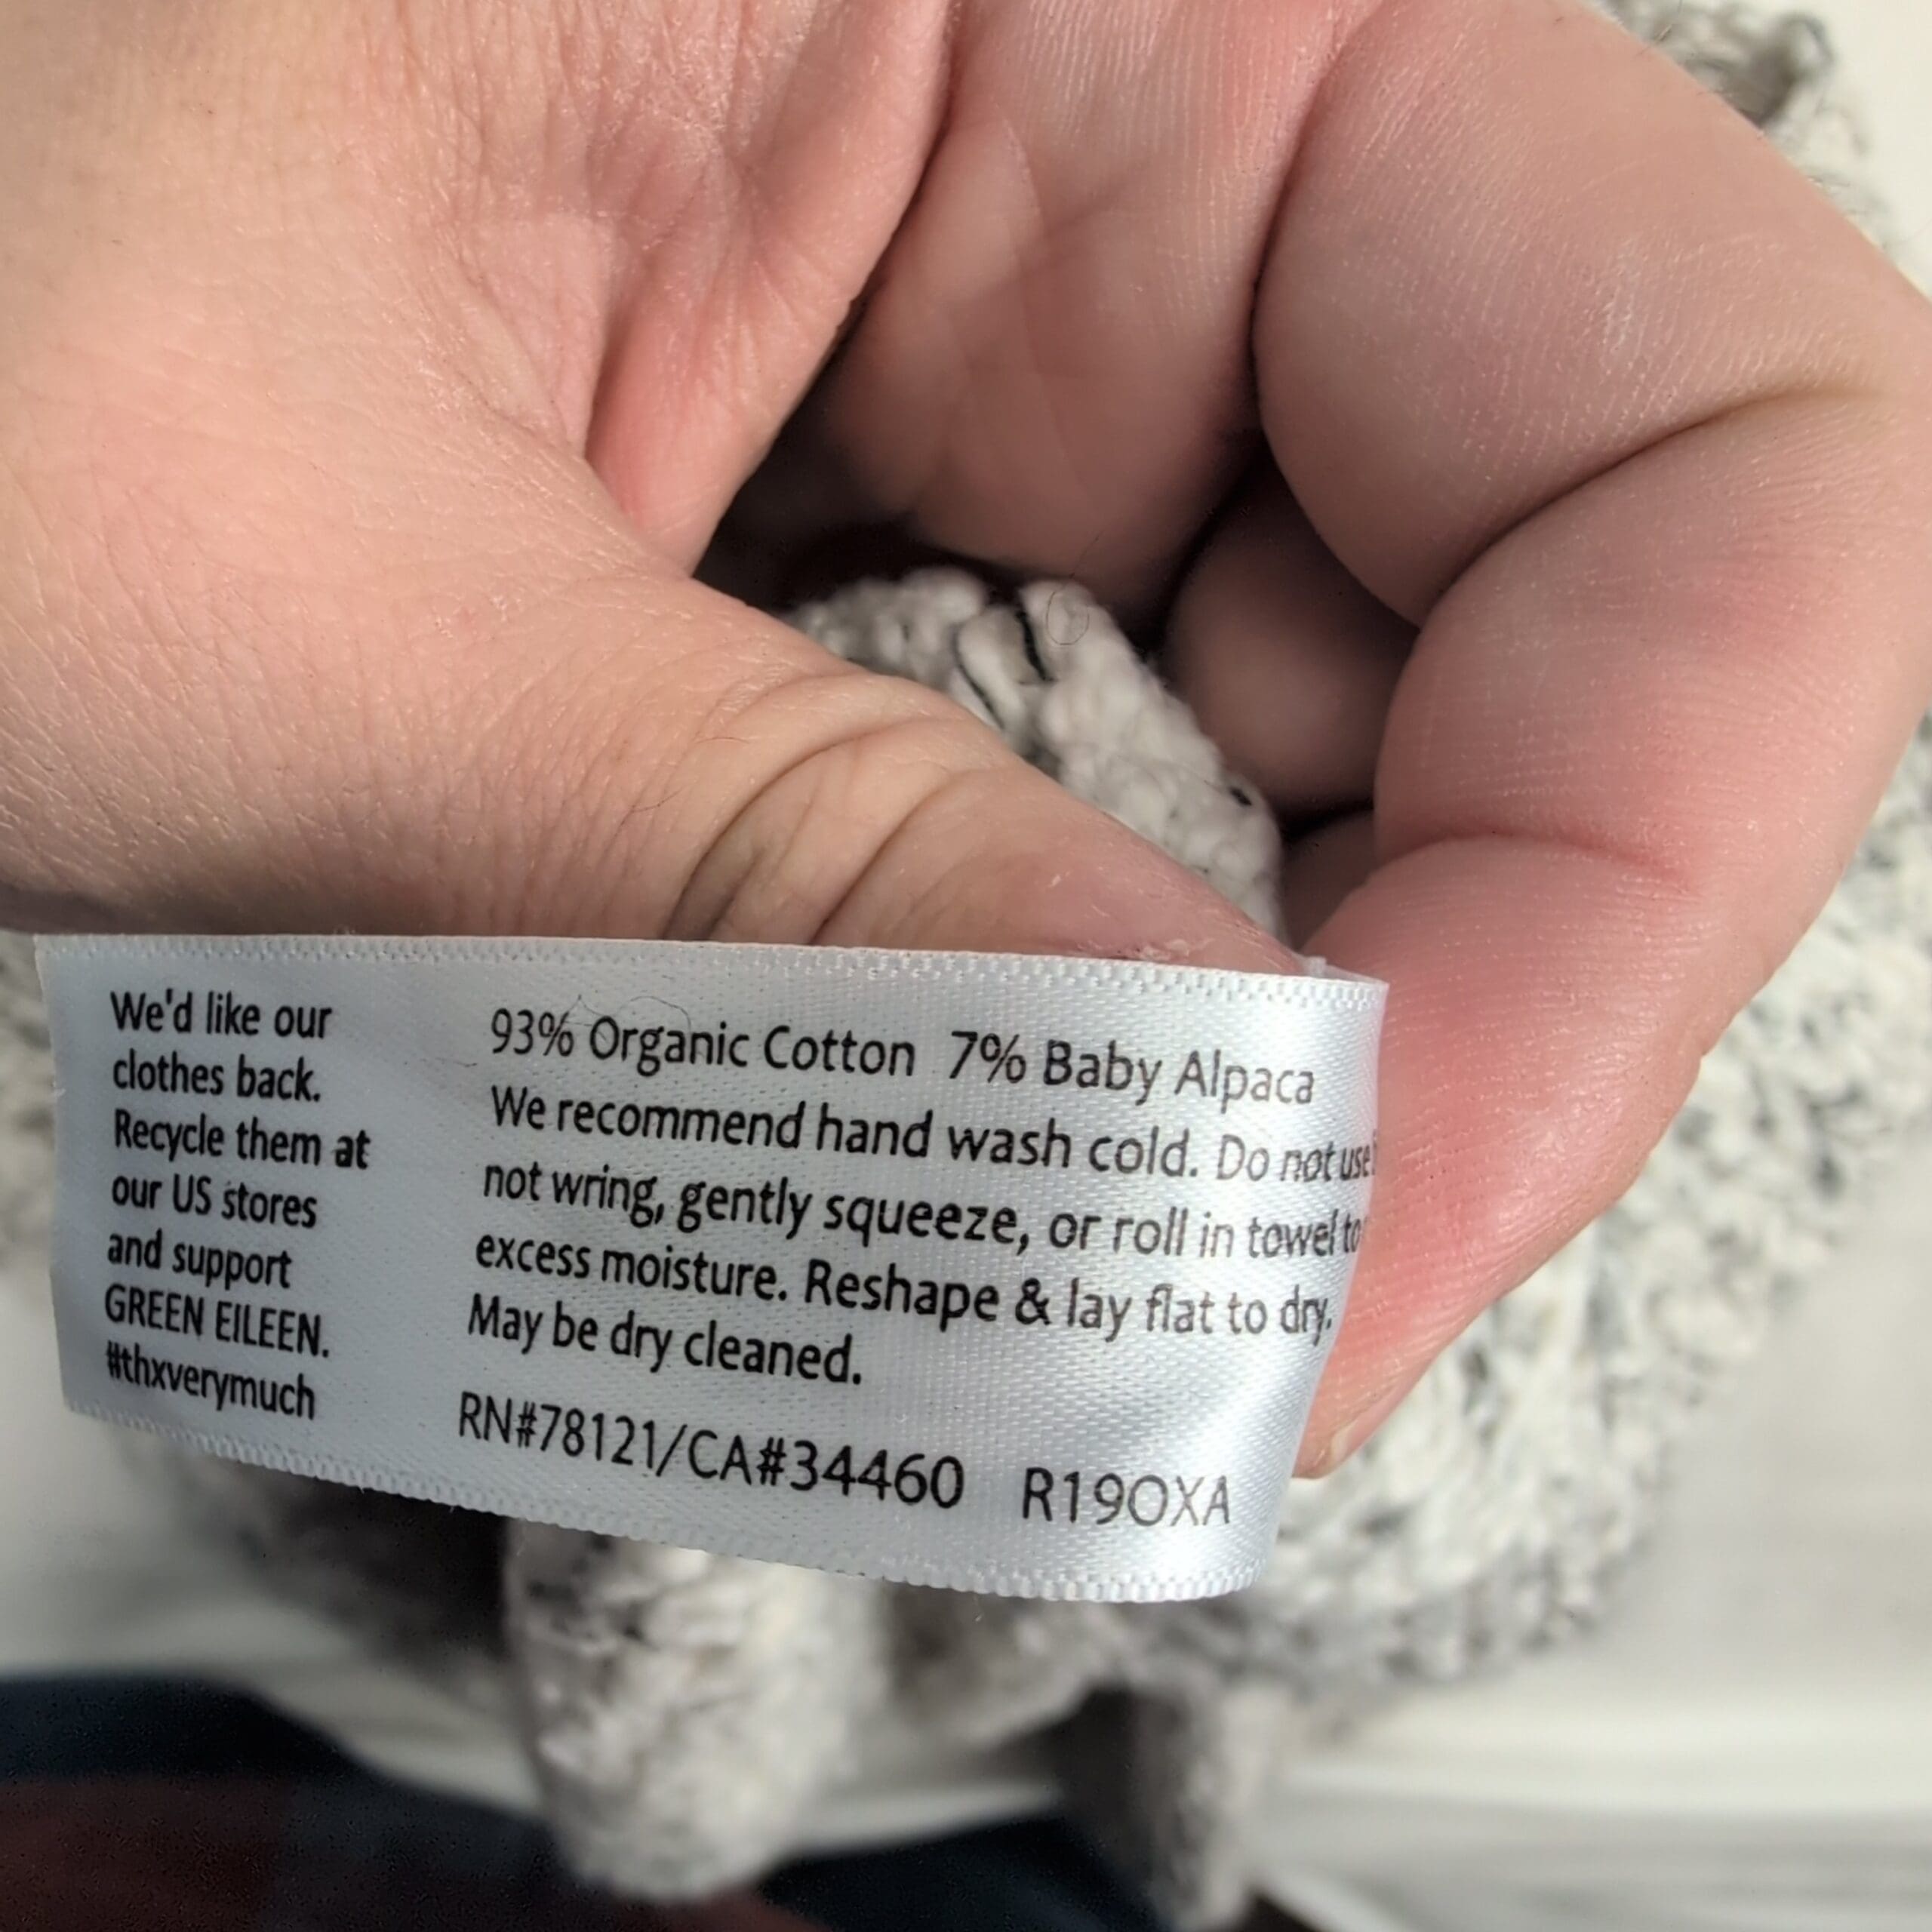 We'd like our
clothes back.
Recycle them at
our US stores
and support
GREEN EILEEN.
#thxverymuch
93% Organic Cotton 7% Baby Alpaca
We recommend hand wash cold. Do not use
not wring, gently squeeze, or roll in towel to
excess moisture. Reshape & lay flat to dry.
May be dry cleaned.
RN#78121/CA#34460 R19OXA